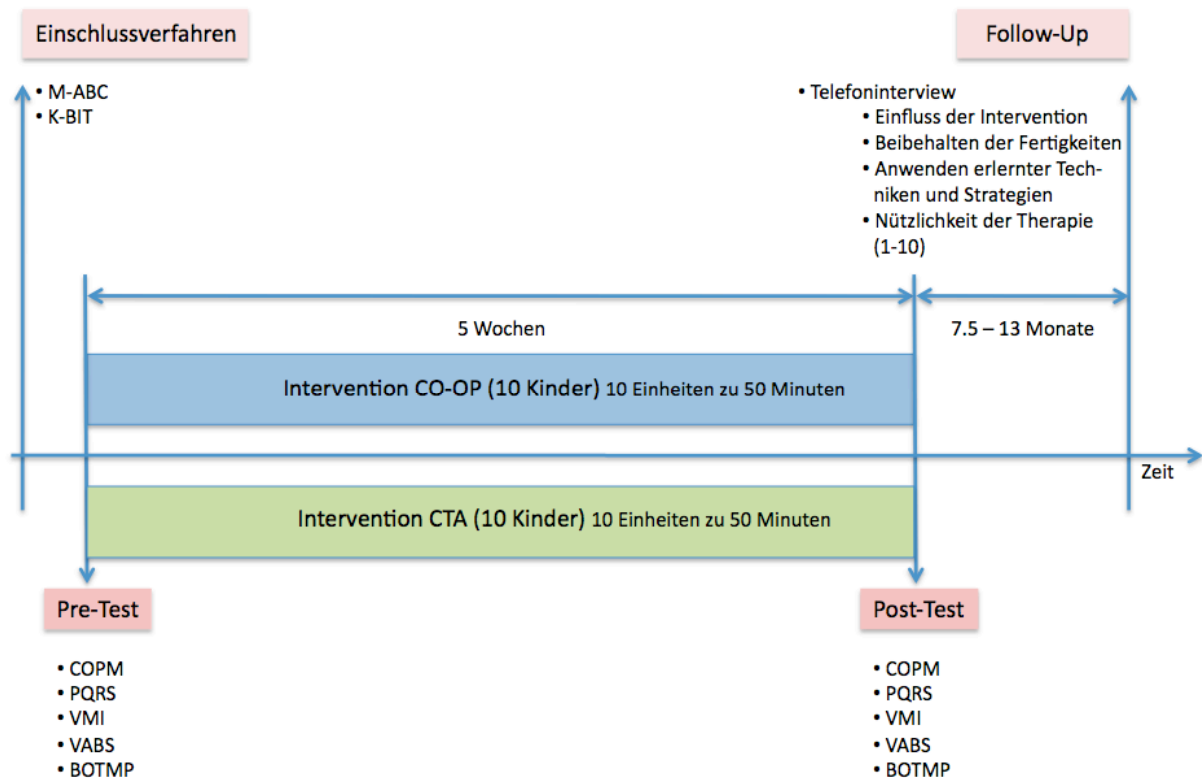 Einschlussverfahren
• M-ABC
• K-BIT
Follow-Up
• Telefoninterview
• Einfluss der Intervention
• Beibehalten der Fertigkeiten
• Anwenden erlernter Tech-
niken und Strategien
• Nützlichkeit der Therapie
(1-10)
5 Wochen
7.5 – 13 Monate
Intervention CO-OP (10 Kinder) 10 Einheiten zu 50 Minuten
Zeit
Intervention CTA (10 Kinder) 10 Einheiten zu 50 Minuten
Pre-Test
• COPM
• PQRS
• VMI
• VABS
• BOTMP
Post-Test
• COPM
• PQRS
• VMI
• VABS
• BOTMP